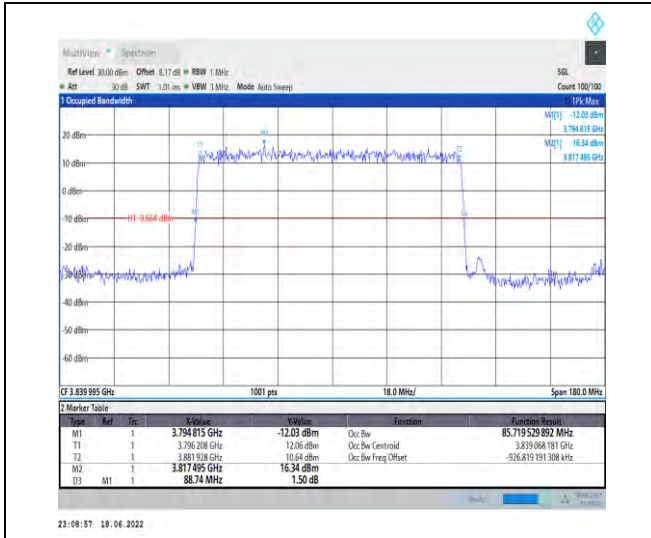 MultiView Spectrum
Ref Level 30.00 dBm Offset 8.17 dB RBW 1 MHz SGL
Att 30 dB SWT 1.01 ms VBW 3 MHz Mode Auto Sweep Count 100/100
1 Occupied Bandwidth 1Pk Max
M1[1] -12.03 dBm
3.794 815 GHz
M2[1] 16.34 dBm
3.817 495 GHz
M2
T1
T2
20 dBm
10 dBm
0 dBm
M1
-10 dBm H1 -9.664 dBm
-20 dBm
-30 dBm
-40 dBm
-50 dBm
-60 dBm
CF 3.839 995 GHz 1001 pts 18.0 MHz/ Span 180.0 MHz
2 Marker Table
Type Ref Trc X-Value Y-Value Function Function Result
M1 1 3.794 815 GHz -12.03 dBm Occ Bw 85.719 529 892 MHz
T1 1 3.796 208 GHz 12.06 dBm Occ Bw Centroid 3.839 068 181 GHz
T2 1 3.881 928 GHz 10.64 dBm Occ Bw Freq Offset -926.819 191 308 kHz
M2 1 3.817 495 GHz 16.34 dBm
D3 M1 1 88.74 MHz 1.50 dB
23:08:57 18.06.2022